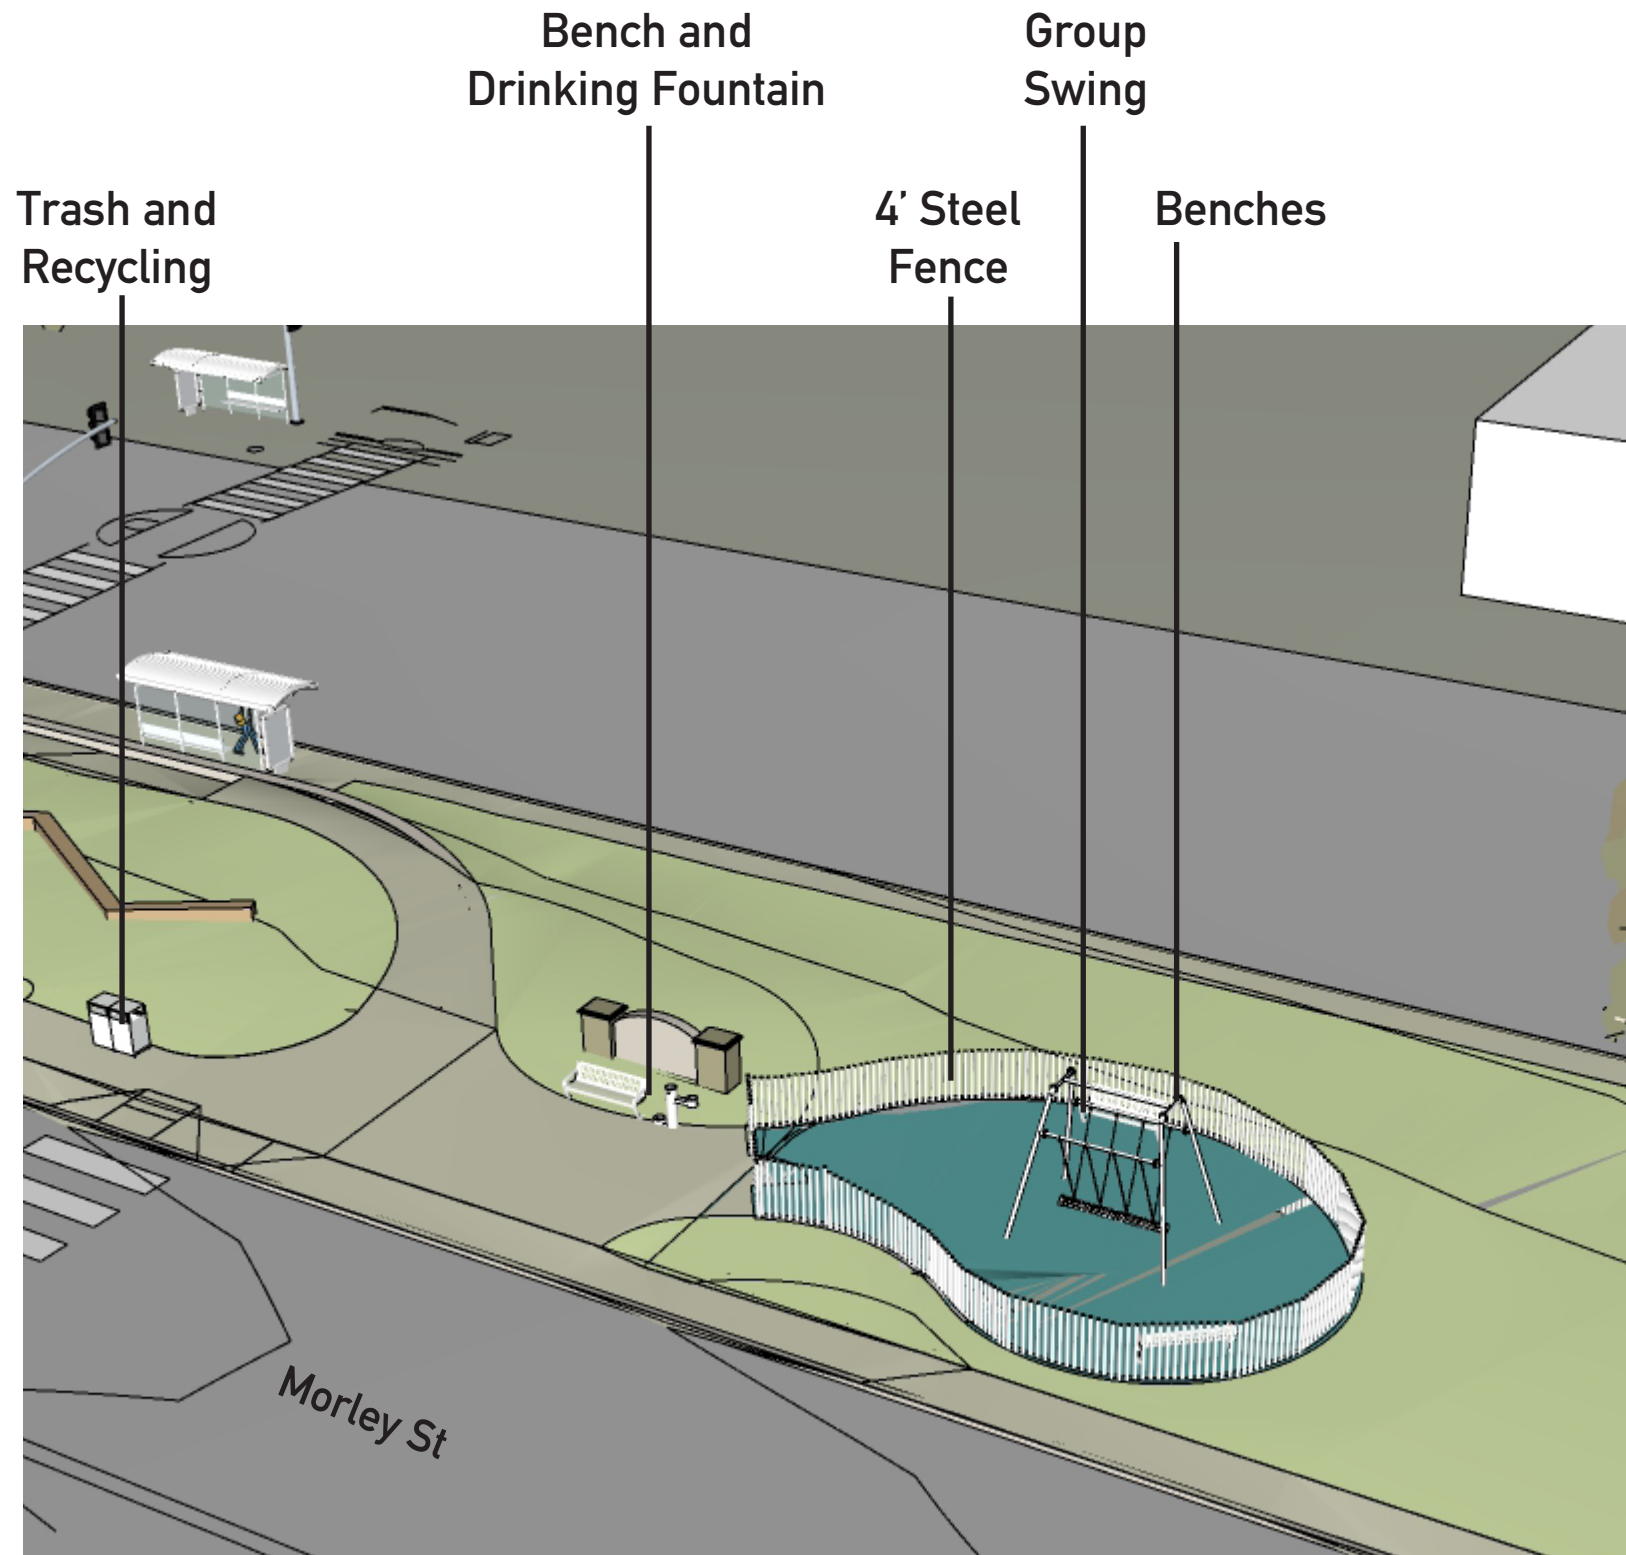 Bench and
Drinking Fountain
Group
Swing
Trash and
Recycling
4’ Steel
Fence
Benches
Morley St